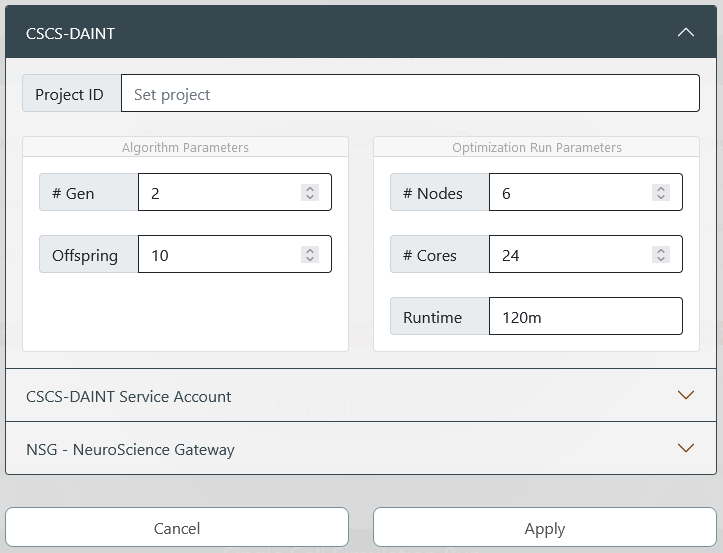 CSCS-DAINT
Project ID Set project
Algorithm Parameters
# Gen 2
Offspring 10
Optimization Run Parameters
# Nodes 6
# Cores 24
Runtime 120m
CSCS-DAINT Service Account
NSG - NeuroScience Gateway
Cancel Apply